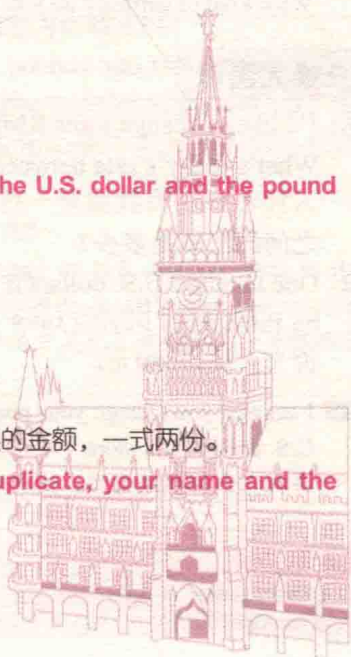 he U.S. dollar and the pound
的金额，一式两份。
uplicate, your name and the